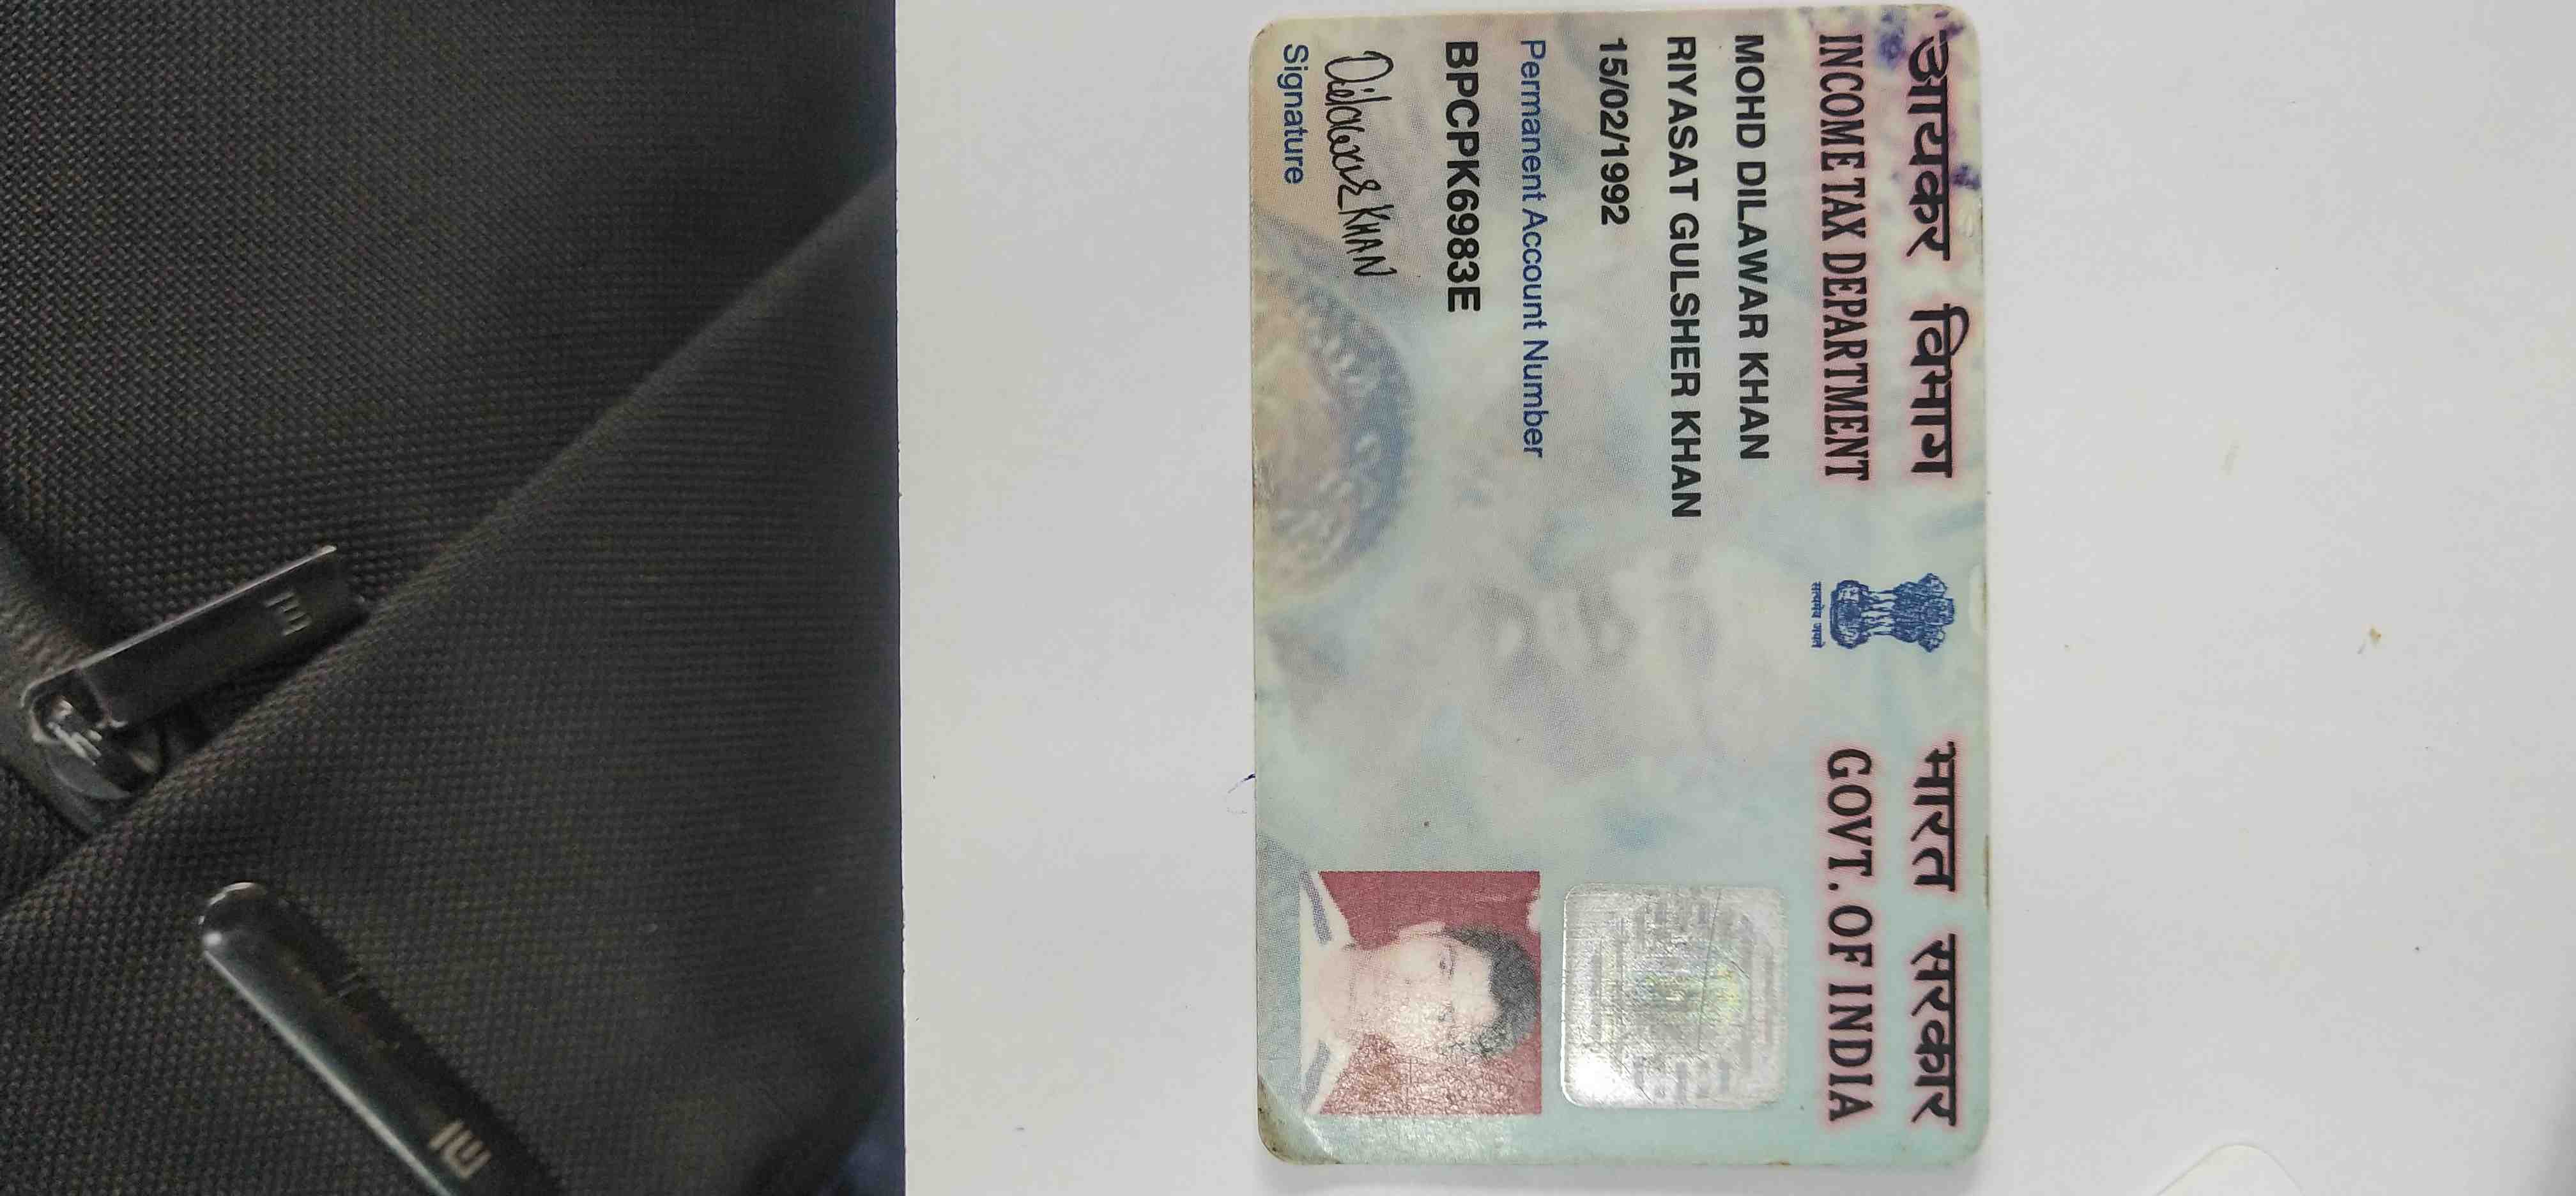 आयकर विभाग
INCOME TAX DEPARTMENT
सत्यमेव जयते
भारत सरकार
GOVT. OF INDIA
MOHD DILAWAR KHAN
RIYASAT GULSHER KHAN
15/02/1992
Permanent Account Number
BPCPK6983E
Dilawar KHAN
Signature
mi
mi